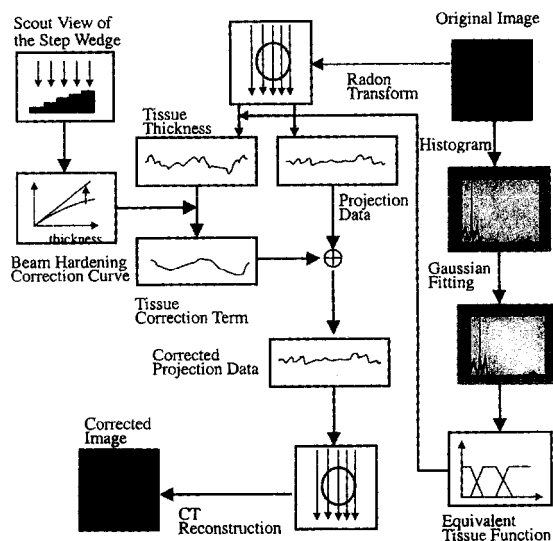 Scout View of
the Step Wedge
Original Image
Radon
Transform
Tissue
Thickness
Histogram
thickness
Projection
Data
Beam Hardening
Correction Curve
Gaussian
Fitting
Tissue
Correction Term
Corrected
Projection Data
Corrected
Image
CT
Reconstruction
Equivalent
Tissue Function